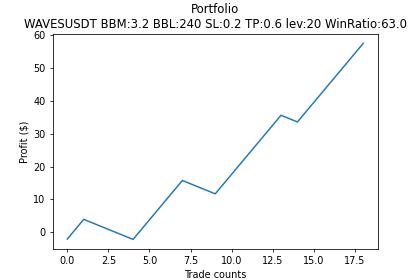 Portfolio
WAVESUSDT BBM:3.2 BBL:240 SL:0.2 TP:0.6 lev:20 WinRatio:63.0
60
50
40
30
20
10
0
Profit ($)
0.0 2.5 5.0 7.5 10.0 12.5 15.0 17.5
Trade counts